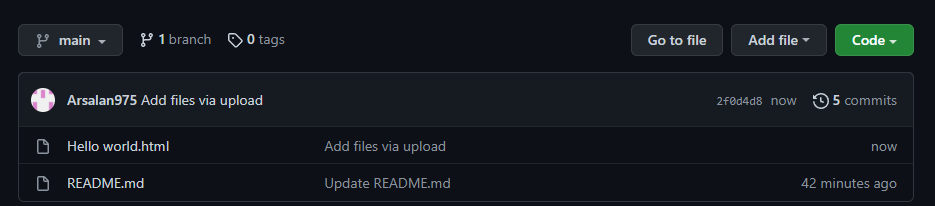 main 1 branch 0 tags Go to file Add file Code
Arsalan975 Add files via upload 2f0d4d8 now 5 commits
Hello world.html Add files via upload now
README.md Update README.md 42 minutes ago